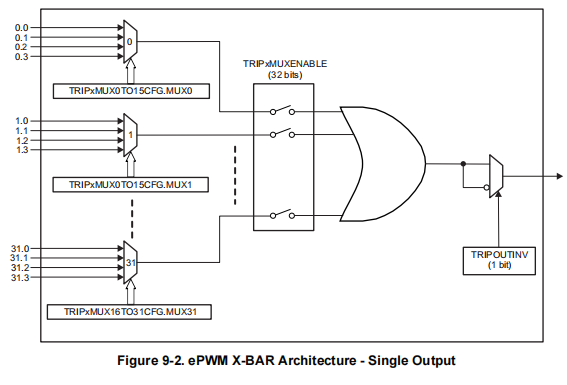 0.0
0.1
0.2
0.3
0
TRIPxMUX0TO15CFG.MUX0
TRIPxMUXENABLE
(32 bits)
1.0
1.1
1.2
1.3
1
TRIPxMUX0TO15CFG.MUX1
31.0
31.1
31.2
31.3
31
TRIPxMUX16TO31CFG.MUX31
TRIPOUTINV
(1 bit)
Figure 9-2. ePWM X-BAR Architecture - Single Output